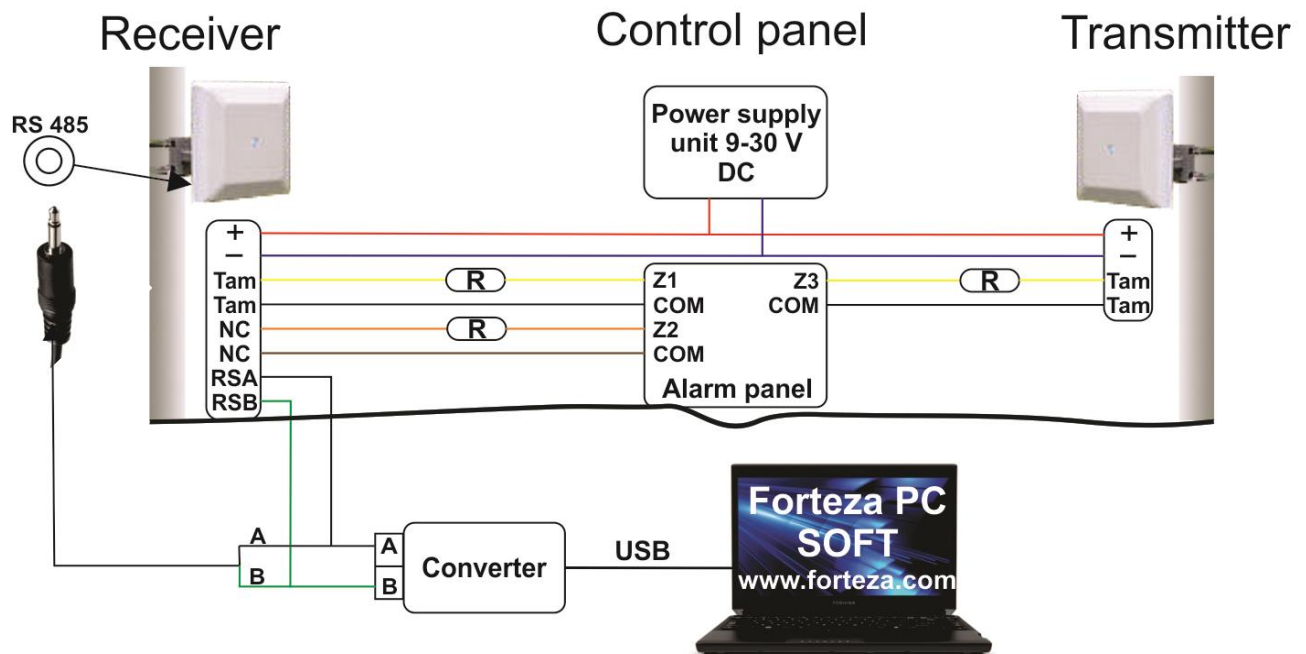 Receiver
Control panel
Transmitter
RS 485
Power supply
unit 9-30 V
DC
+
–
Tam
Tam
NC
NC
RSA
RSB
R
R
Z1
COM
Z2
COM
Z3
COM
Alarm panel
R
+
–
Tam
Tam
A
B
A
B
Converter
USB
Forteza PC
SOFT
www.forteza.com
TOSHIBA